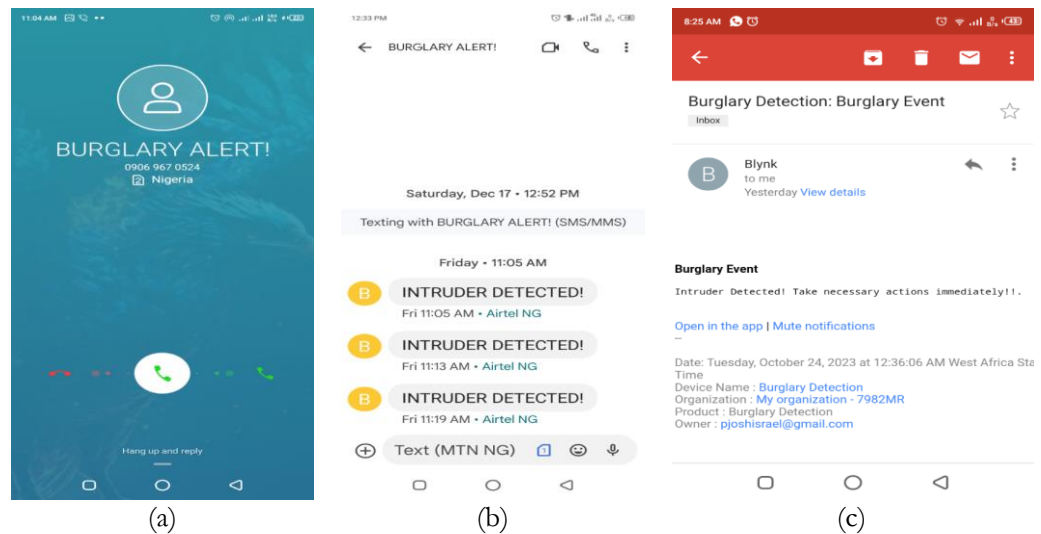 11:04 AM
BURGLARY ALERT!
0906 967 0524
2 Nigeria
Hang up and reply
(a)
12:33 PM
BURGLARY ALERT!
Saturday, Dec 17 • 12:52 PM
Texting with BURGLARY ALERT! (SMS/MMS)
Friday • 11:05 AM
B
INTRUDER DETECTED!
Fri 11:05 AM • Airtel NG
B
INTRUDER DETECTED!
Fri 11:13 AM • Airtel NG
B
INTRUDER DETECTED!
Fri 11:19 AM • Airtel NG
Text (MTN NG)
1
(b)
8:25 AM
Burglary Detection: Burglary Event
Inbox
B
Blynk
to me
Yesterday View details
Burglary Event
Intruder Detected! Take necessary actions immediately!!.
Open in the app | Mute notifications
--
Date: Tuesday, October 24, 2023 at 12:36:06 AM West Africa Sta
Time
Device Name : Burglary Detection
Organization : My organization - 7982MR
Product : Burglary Detection
Owner : pjoshisrael@gmail.com
(c)